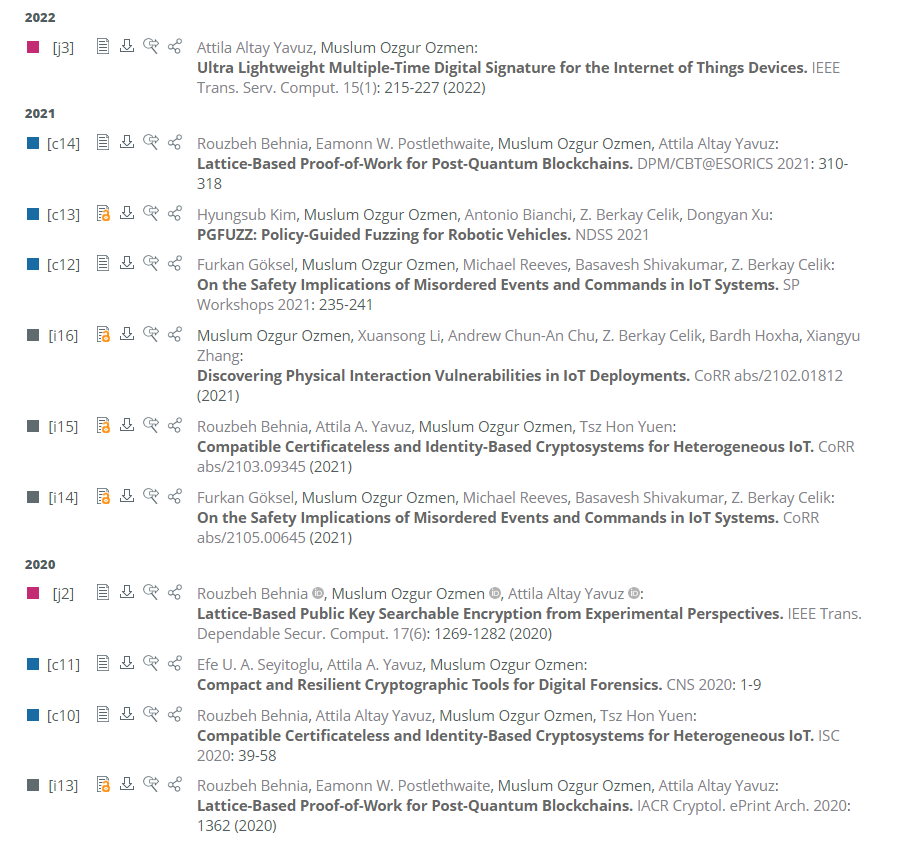 2022
[j3] Attila Altay Yavuz, Muslum Ozgur Ozmen:
Ultra Lightweight Multiple-Time Digital Signature for the Internet of Things Devices. IEEE
Trans. Serv. Comput. 15(1): 215-227 (2022)
2021
[c14] Rouzbeh Behnia, Eamonn W. Postlethwaite, Muslum Ozgur Ozmen, Attila Altay Yavuz:
Lattice-Based Proof-of-Work for Post-Quantum Blockchains. DPM/CBT@ESORICS 2021: 310-
318
[c13] Hyungsub Kim, Muslum Ozgur Ozmen, Antonio Bianchi, Z. Berkay Celik, Dongyan Xu:
PGFUZZ: Policy-Guided Fuzzing for Robotic Vehicles. NDSS 2021
[c12] Furkan Göksel, Muslum Ozgur Ozmen, Michael Reeves, Basavesh Shivakumar, Z. Berkay Celik:
On the Safety Implications of Misordered Events and Commands in IoT Systems. SP
Workshops 2021: 235-241
[i16] Muslum Ozgur Ozmen, Xuansong Li, Andrew Chun-An Chu, Z. Berkay Celik, Bardh Hoxha, Xiangyu
Zhang:
Discovering Physical Interaction Vulnerabilities in IoT Deployments. CoRR abs/2102.01812
(2021)
[i15] Rouzbeh Behnia, Attila A. Yavuz, Muslum Ozgur Ozmen, Tsz Hon Yuen:
Compatible Certificateless and Identity-Based Cryptosystems for Heterogeneous IoT. CoRR
abs/2103.09345 (2021)
[i14] Furkan Göksel, Muslum Ozgur Ozmen, Michael Reeves, Basavesh Shivakumar, Z. Berkay Celik:
On the Safety Implications of Misordered Events and Commands in IoT Systems. CoRR
abs/2105.00645 (2021)
2020
[j2] Rouzbeh Behnia iD, Muslum Ozgur Ozmen iD, Attila Altay Yavuz iD:
Lattice-Based Public Key Searchable Encryption from Experimental Perspectives. IEEE Trans.
Dependable Secur. Comput. 17(6): 1269-1282 (2020)
[c11] Efe U. A. Seyitoglu, Attila A. Yavuz, Muslum Ozgur Ozmen:
Compact and Resilient Cryptographic Tools for Digital Forensics. CNS 2020: 1-9
[c10] Rouzbeh Behnia, Attila Altay Yavuz, Muslum Ozgur Ozmen, Tsz Hon Yuen:
Compatible Certificateless and Identity-Based Cryptosystems for Heterogeneous IoT. ISC
2020: 39-58
[i13] Rouzbeh Behnia, Eamonn W. Postlethwaite, Muslum Ozgur Ozmen, Attila Altay Yavuz:
Lattice-Based Proof-of-Work for Post-Quantum Blockchains. IACR Cryptol. ePrint Arch. 2020:
1362 (2020)